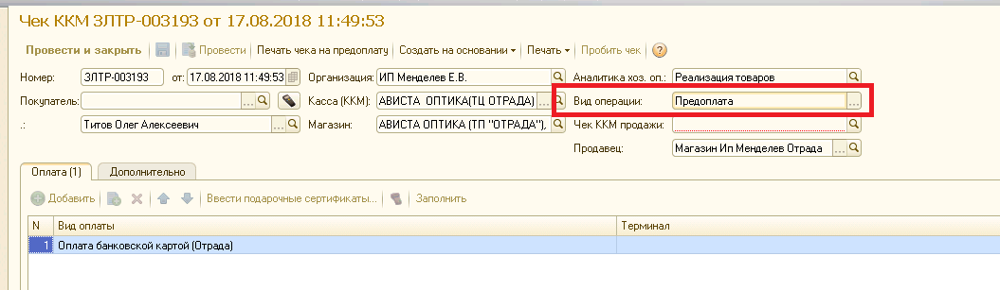 Чек ККМ ЗЛТР-003193 от 17.08.2018 11:49:53
Провести и закрыть Провести Печать чека на предоплату Создать на основании Печать Пробить чек ?
Номер: ЗЛТР-003193 от: 17.08.2018 11:49:53 Организация: ИП Менделев Е.В. Аналитика хоз. оп.: Реализация товаров
Покупатель: ... Касса (ККМ): АВИСТА ОПТИКА(ТЦ ОТРАДА) ... Вид операции: Предоплата ...
.: Титов Олег Алексеевич ... Магазин: АВИСТА ОПТИКА (ТП "ОТРАДА"), Чек ККМ продажи:
Продавец: Магазин Ип Менделев Отрада ...
Оплата (1) Дополнительно
Добавить Ввести подарочные сертификаты... Заполнить
N Вид оплаты Терминал
1 Оплата банковской картой (Отрада)